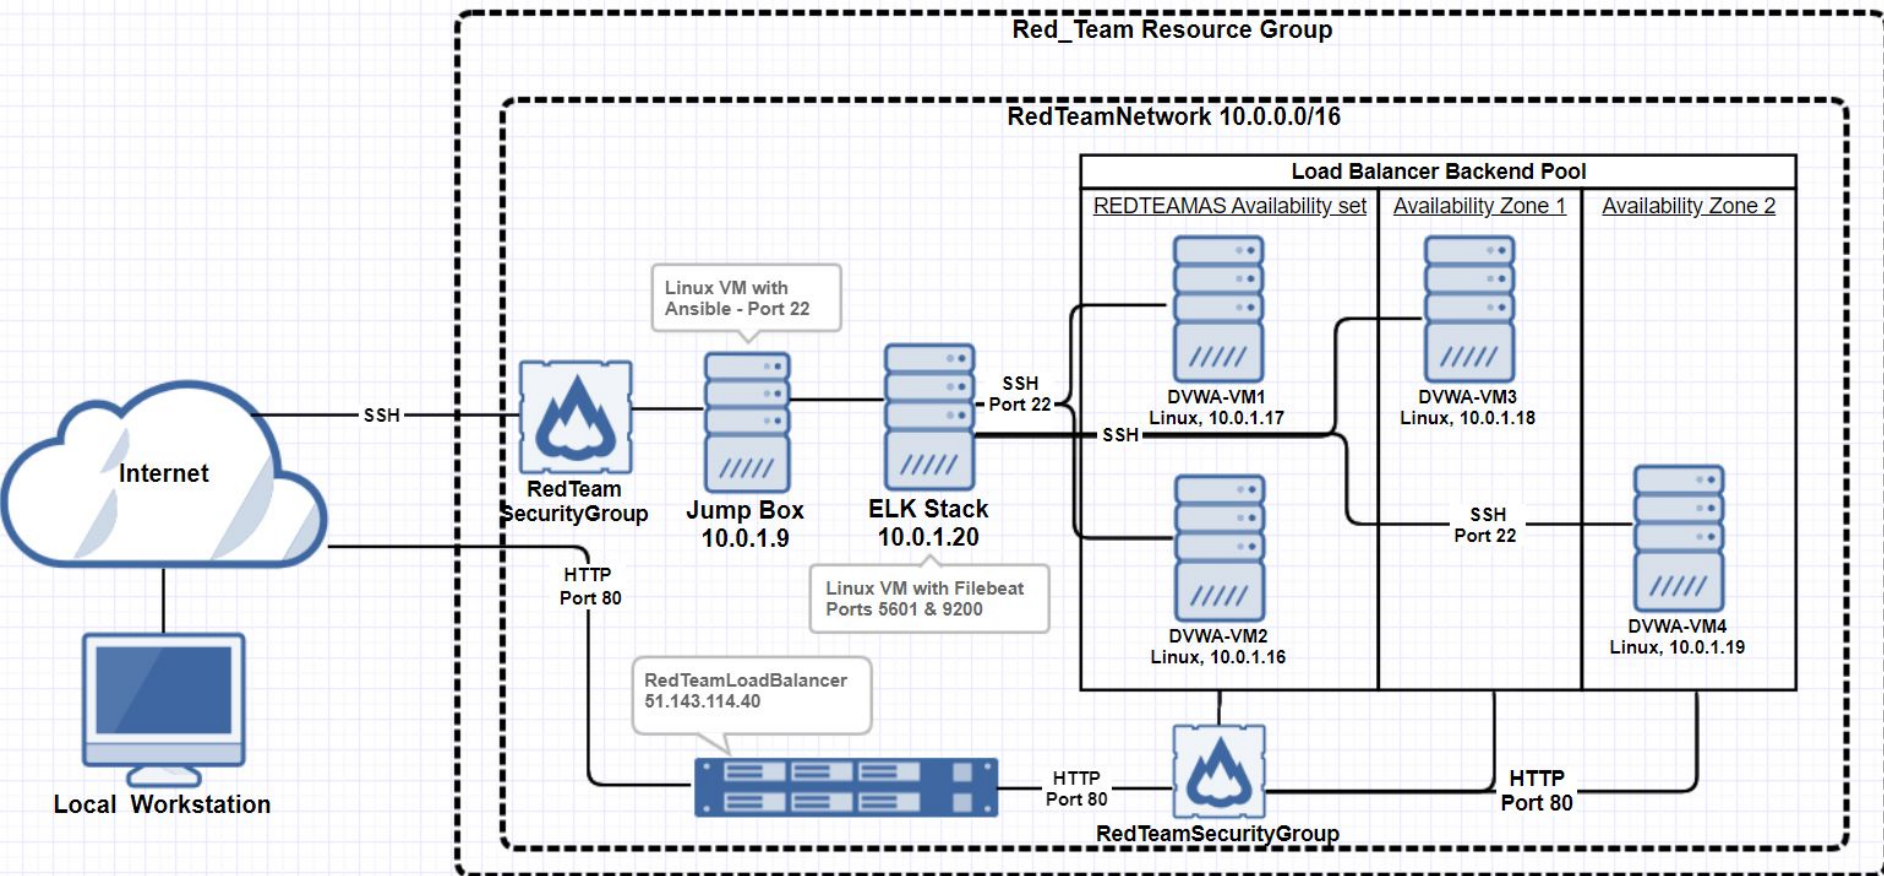 Red_Team Resource Group
RedTeamNetwork 10.0.0.0/16
Load Balancer Backend Pool
REDTEAMAS Availability set
Availability Zone 1
Availability Zone 2
Linux VM with
Ansible - Port 22
SSH
Internet
RedTeam
SecurityGroup
Jump Box
10.0.1.9
ELK Stack
10.0.1.20
SSH
Port 22
SSH
DVWA-VM1
Linux, 10.0.1.17
DVWA-VM3
Linux, 10.0.1.18
SSH
Port 22
HTTP
Port 80
Linux VM with Filebeat
Ports 5601 & 9200
DVWA-VM2
Linux, 10.0.1.16
DVWA-VM4
Linux, 10.0.1.19
RedTeamLoadBalancer
51.143.114.40
Local Workstation
HTTP
Port 80
RedTeamSecurityGroup
HTTP
Port 80